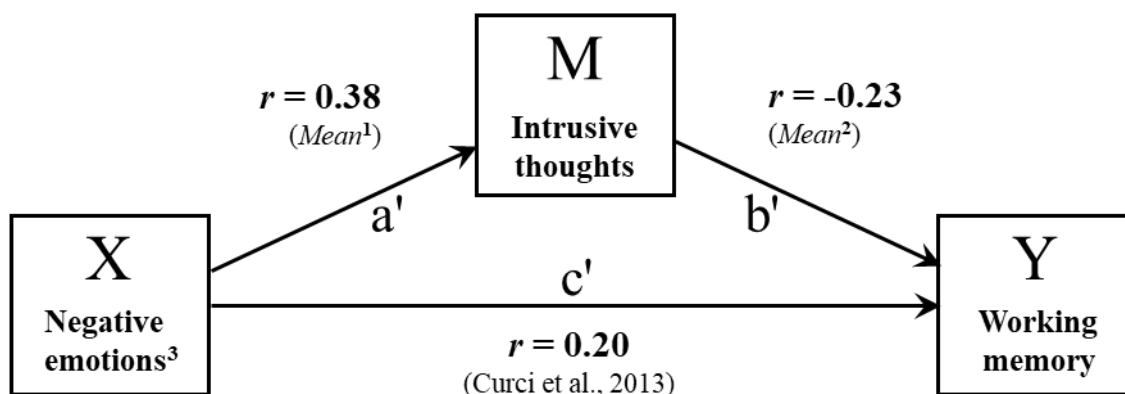 M
Intrusive
thoughts
r = 0.38
(Mean¹)
r = -0.23
(Mean²)
a'
b'
X
Negative
emotions³
c'
r = 0.20
(Curci et al., 2013)
Y
Working
memory